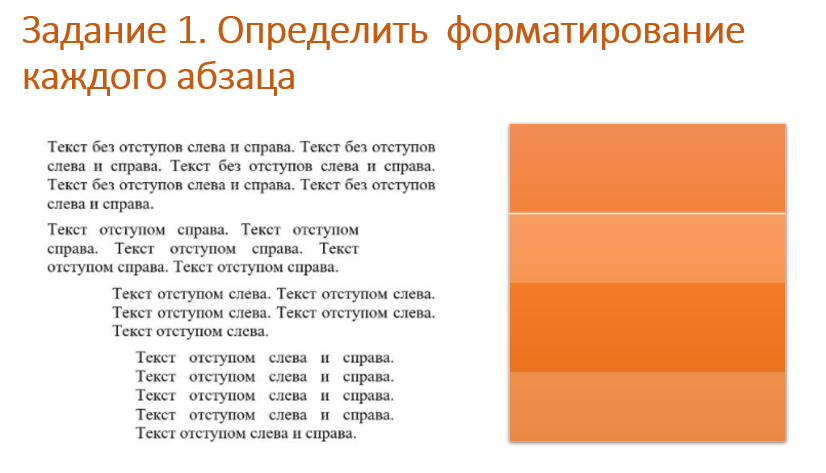 Задание 1. Определить форматирование
каждого абзаца
Текст без отступов слева и справа. Текст без отступов
слева и справа. Текст без отступов слева и справа.
Текст без отступов слева и справа. Текст без отступов
слева и справа.
Текст отступом справа. Текст отступом
справа. Текст отступом справа. Текст
отступом справа. Текст отступом справа.
Текст отступом слева. Текст отступом слева.
Текст отступом слева. Текст отступом слева.
Текст отступом слева.
Текст отступом слева и справа.
Текст отступом слева и справа.
Текст отступом слева и справа.
Текст отступом слева и справа.
Текст отступом слева и справа.